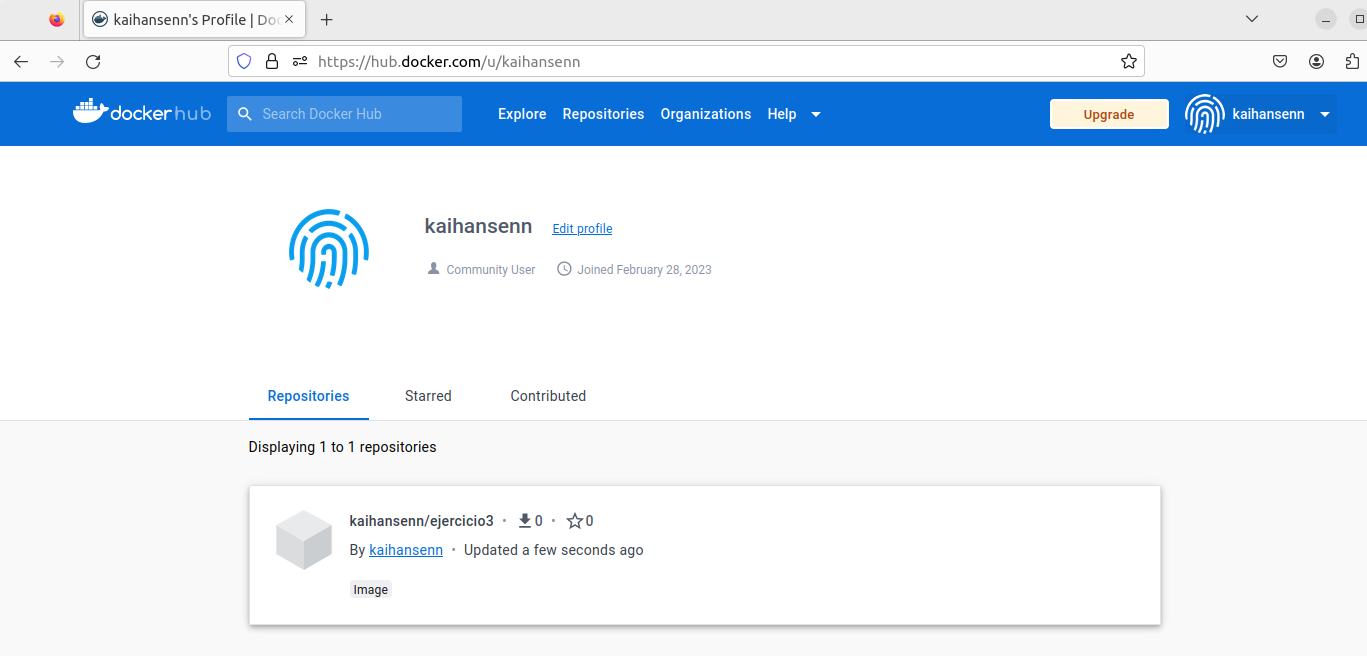 kaihansenn's Profile | Doc
https://hub.docker.com/u/kaihansenn
dockerhub Search Docker Hub Explore Repositories Organizations Help Upgrade kaihansenn
kaihansenn Edit profile
Community User Joined February 28, 2023
Repositories Starred Contributed
Displaying 1 to 1 repositories
kaihansenn/ejercicio3 • 0 • 0
By kaihansenn • Updated a few seconds ago
Image